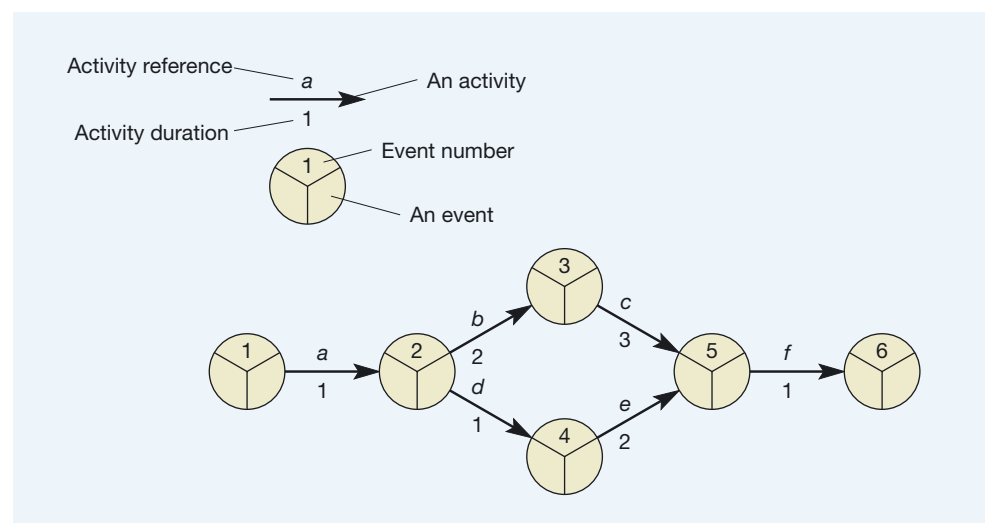 Activity reference
a
An activity
1
Activity duration
1
Event number
An event
3
b
c
2
3
1
a
1
2
5
f
1
6
d
1
e
2
4